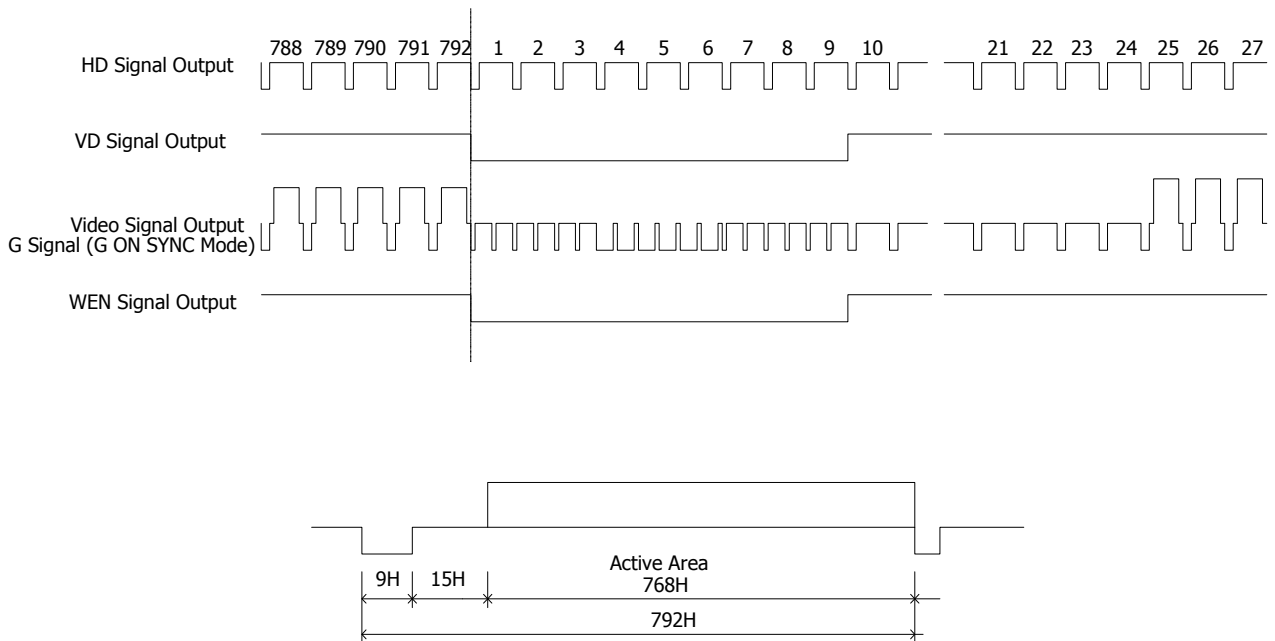 788 789 790 791 792 1 2 3 4 5 6 7 8 9 10 21 22 23 24 25 26 27
HD Signal Output
VD Signal Output
Video Signal Output
G Signal (G ON SYNC Mode)
WEN Signal Output
Active Area
9H 15H 768H
792H